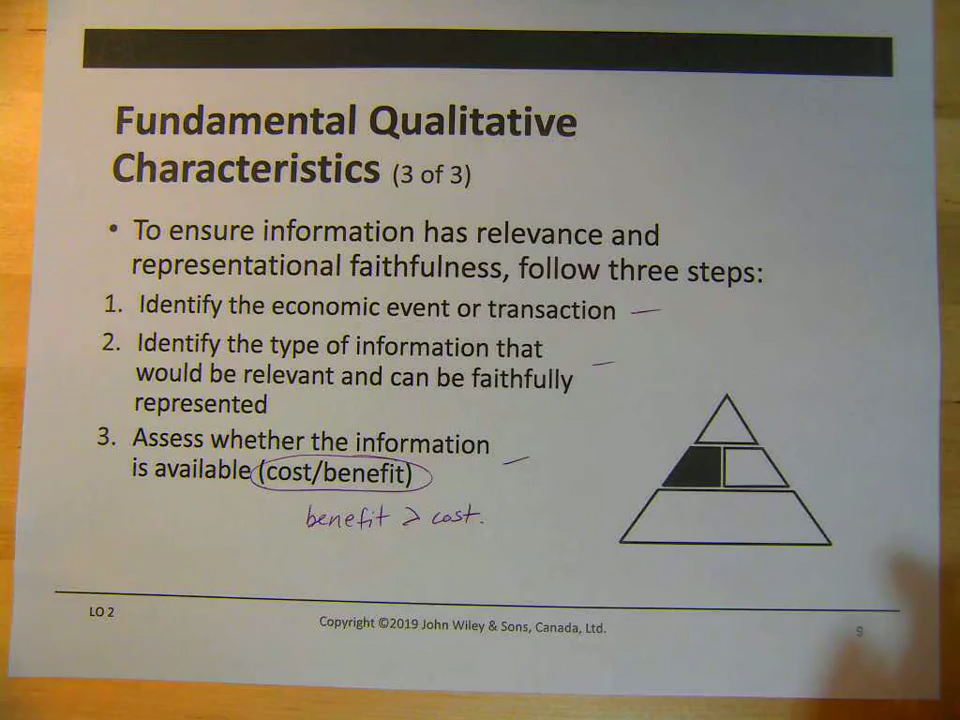 Fundamental Qualitative
Characteristics (3 of 3)
• To ensure information has relevance and
representational faithfulness, follow three steps:
1. Identify the economic event or transaction
2. Identify the type of information that
would be relevant and can be faithfully
represented
3. Assess whether the information
is available (cost/benefit)
benefit > cost.
LO 2
Copyright ©2019 John Wiley & Sons, Canada, Ltd.
9